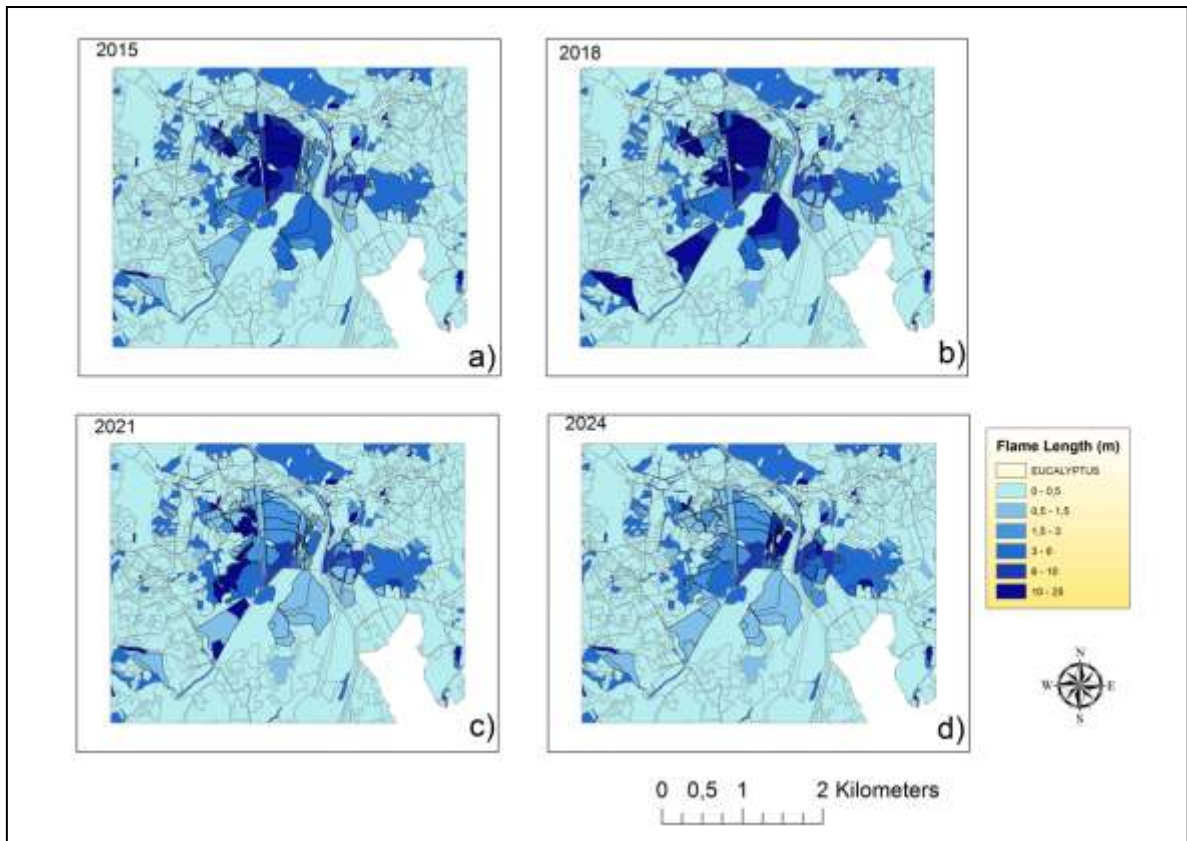 2015
a)
2018
b)
2021
c)
2024
d)
Flame Length (m)
EUCALYPTUS
0 - 0,5
0,5 - 1,5
1,5 - 3
3 - 6
6 - 10
10 - 25
N
W E
S
0 0,5 1 2 Kilometers